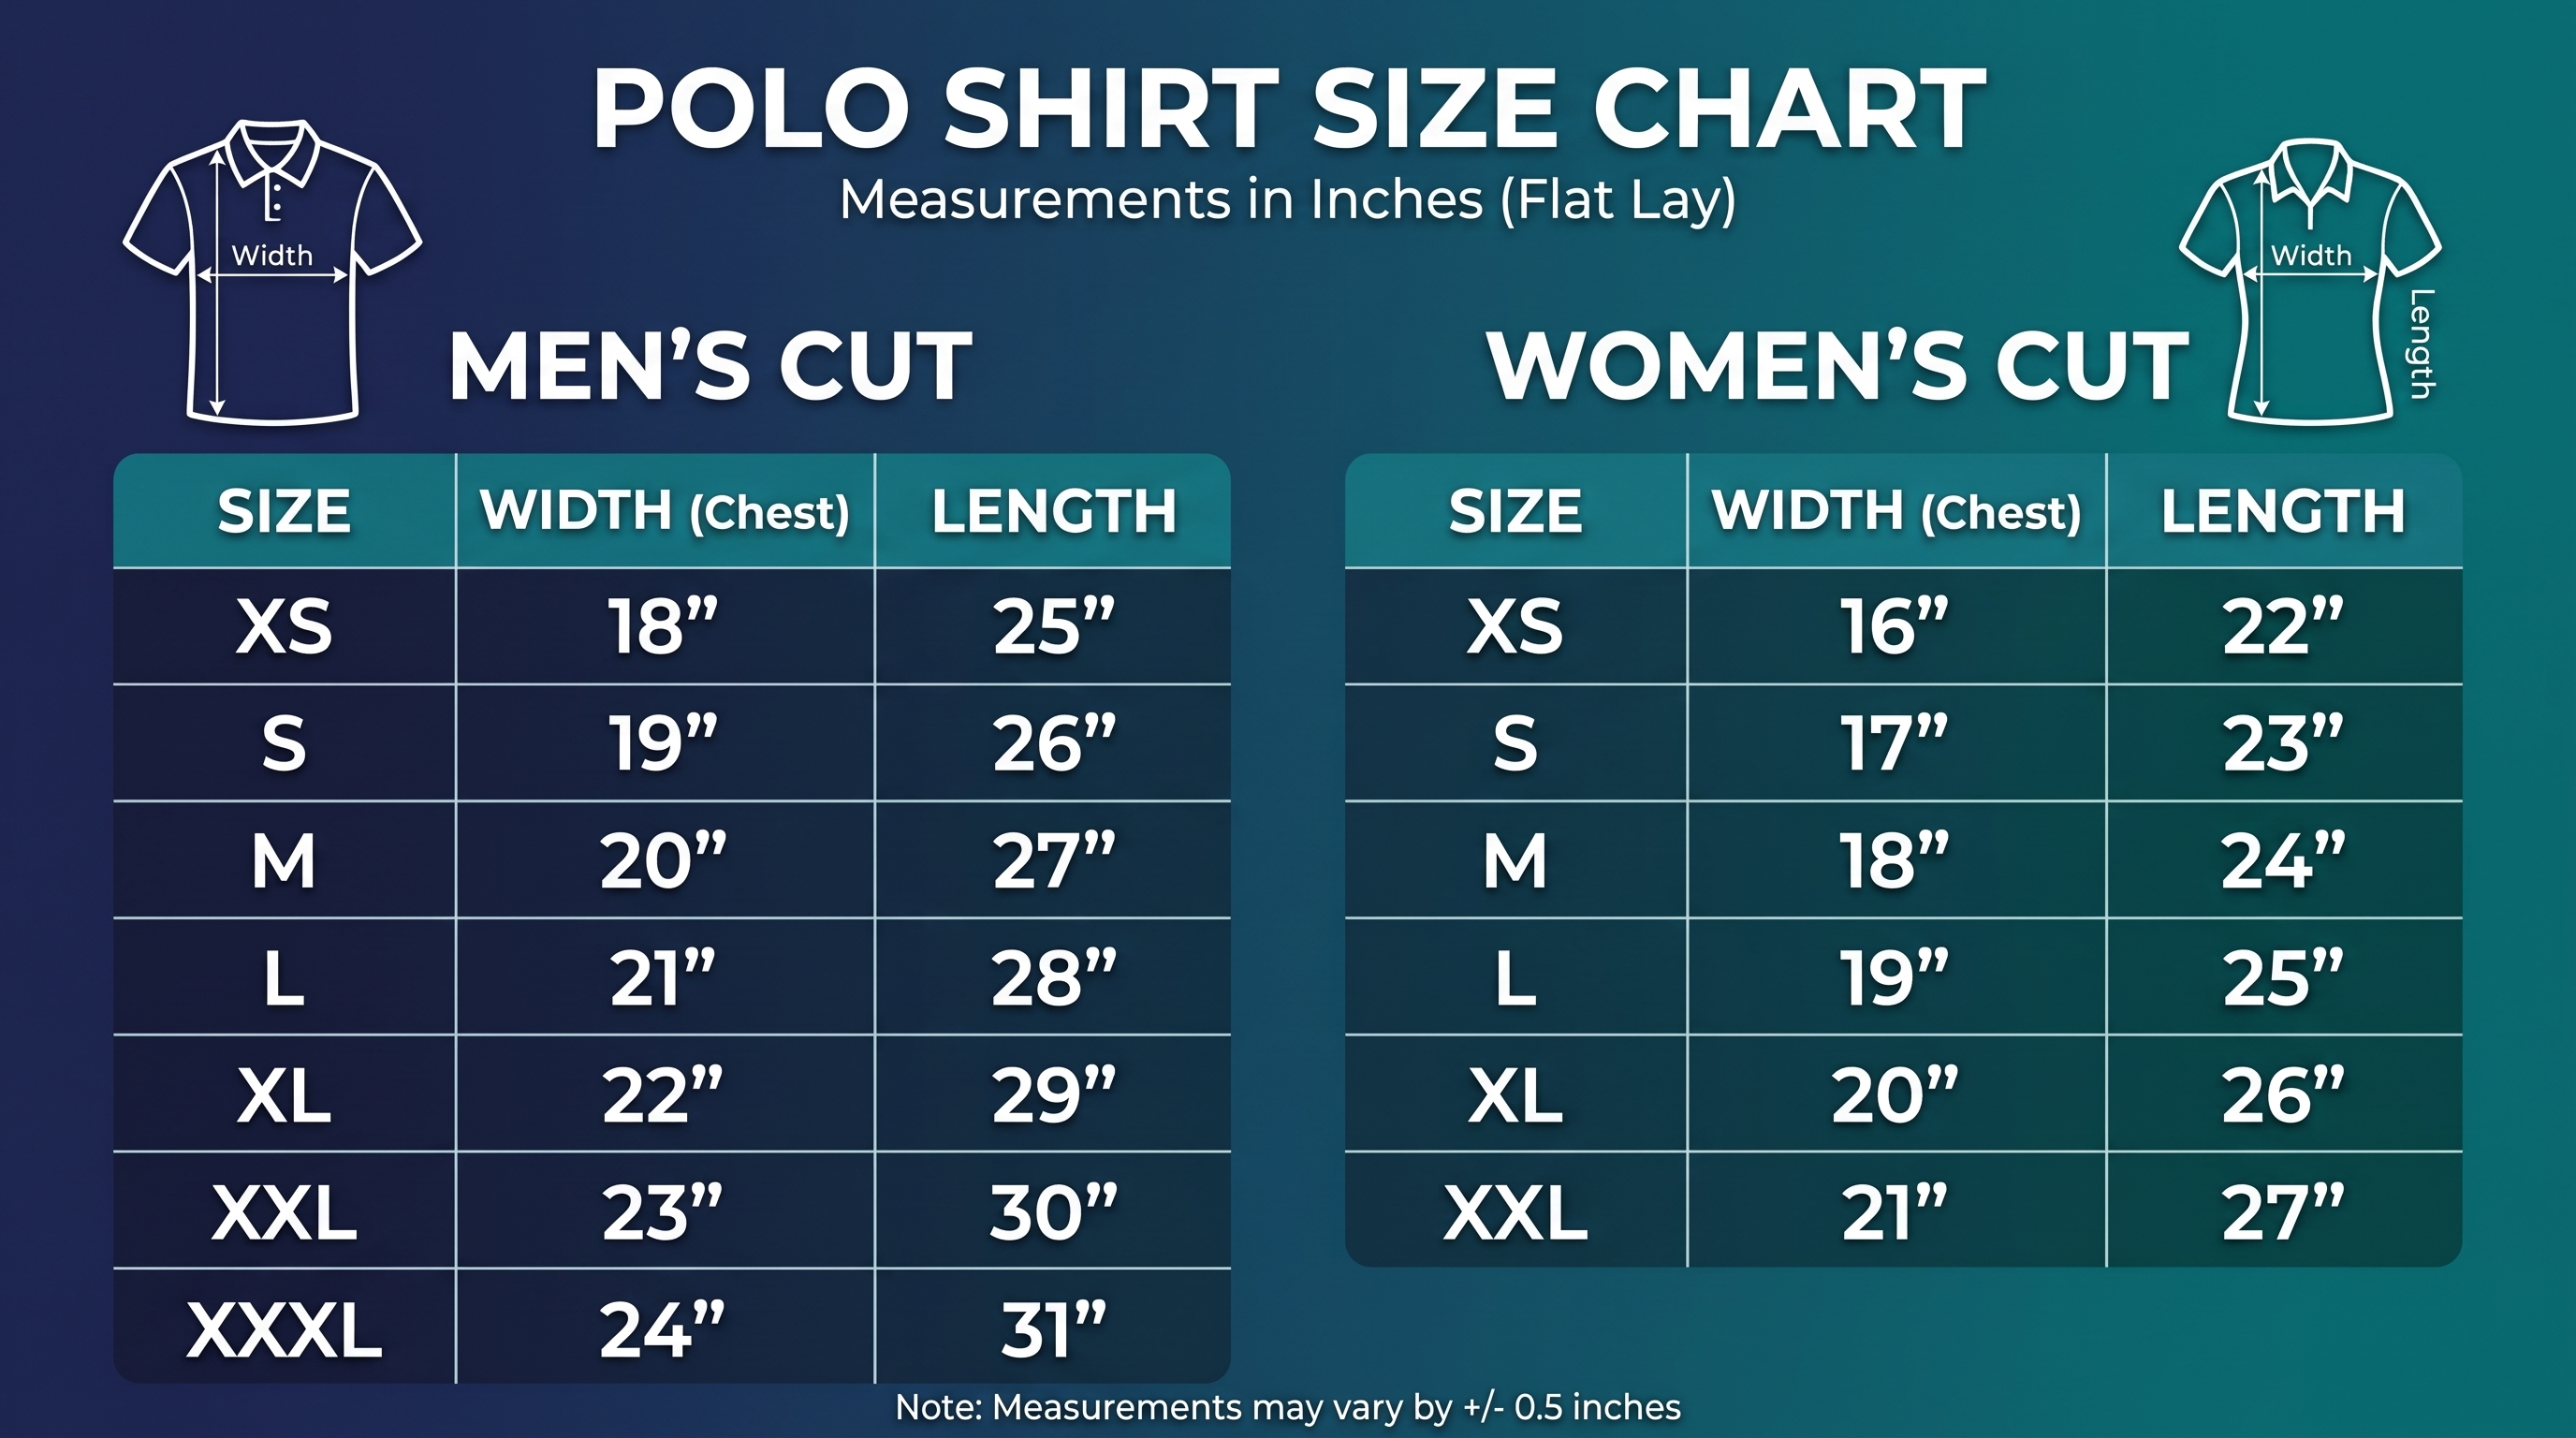 POLO SHIRT SIZE CHART
Measurements in Inches (Flat Lay)
Width
Width
Length
MEN’S CUT
SIZE WIDTH (Chest) LENGTH
XS 18” 25”
S 19” 26”
M 20” 27”
L 21” 28”
XL 22” 29”
XXL 23” 30”
XXXL 24” 31”
WOMEN’S CUT
SIZE WIDTH (Chest) LENGTH
XS 16” 22”
S 17” 23”
M 18” 24”
L 19” 25”
XL 20” 26”
XXL 21” 27”
Note: Measurements may vary by +/- 0.5 inches